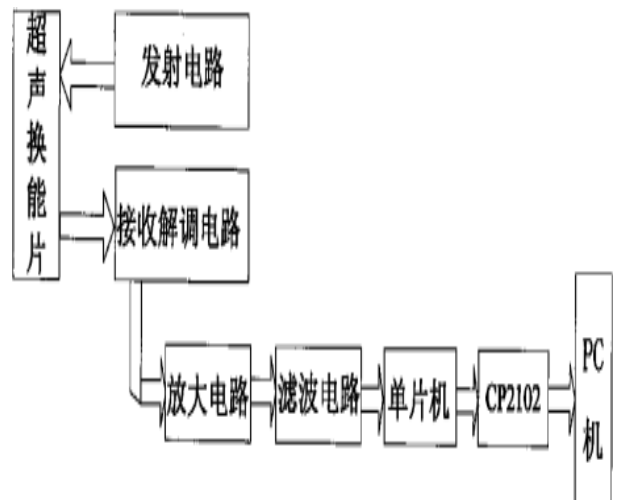 超声换能片
发射电路
接收解调电路
放大电路
滤波电路
单片机
CP2102
PC机